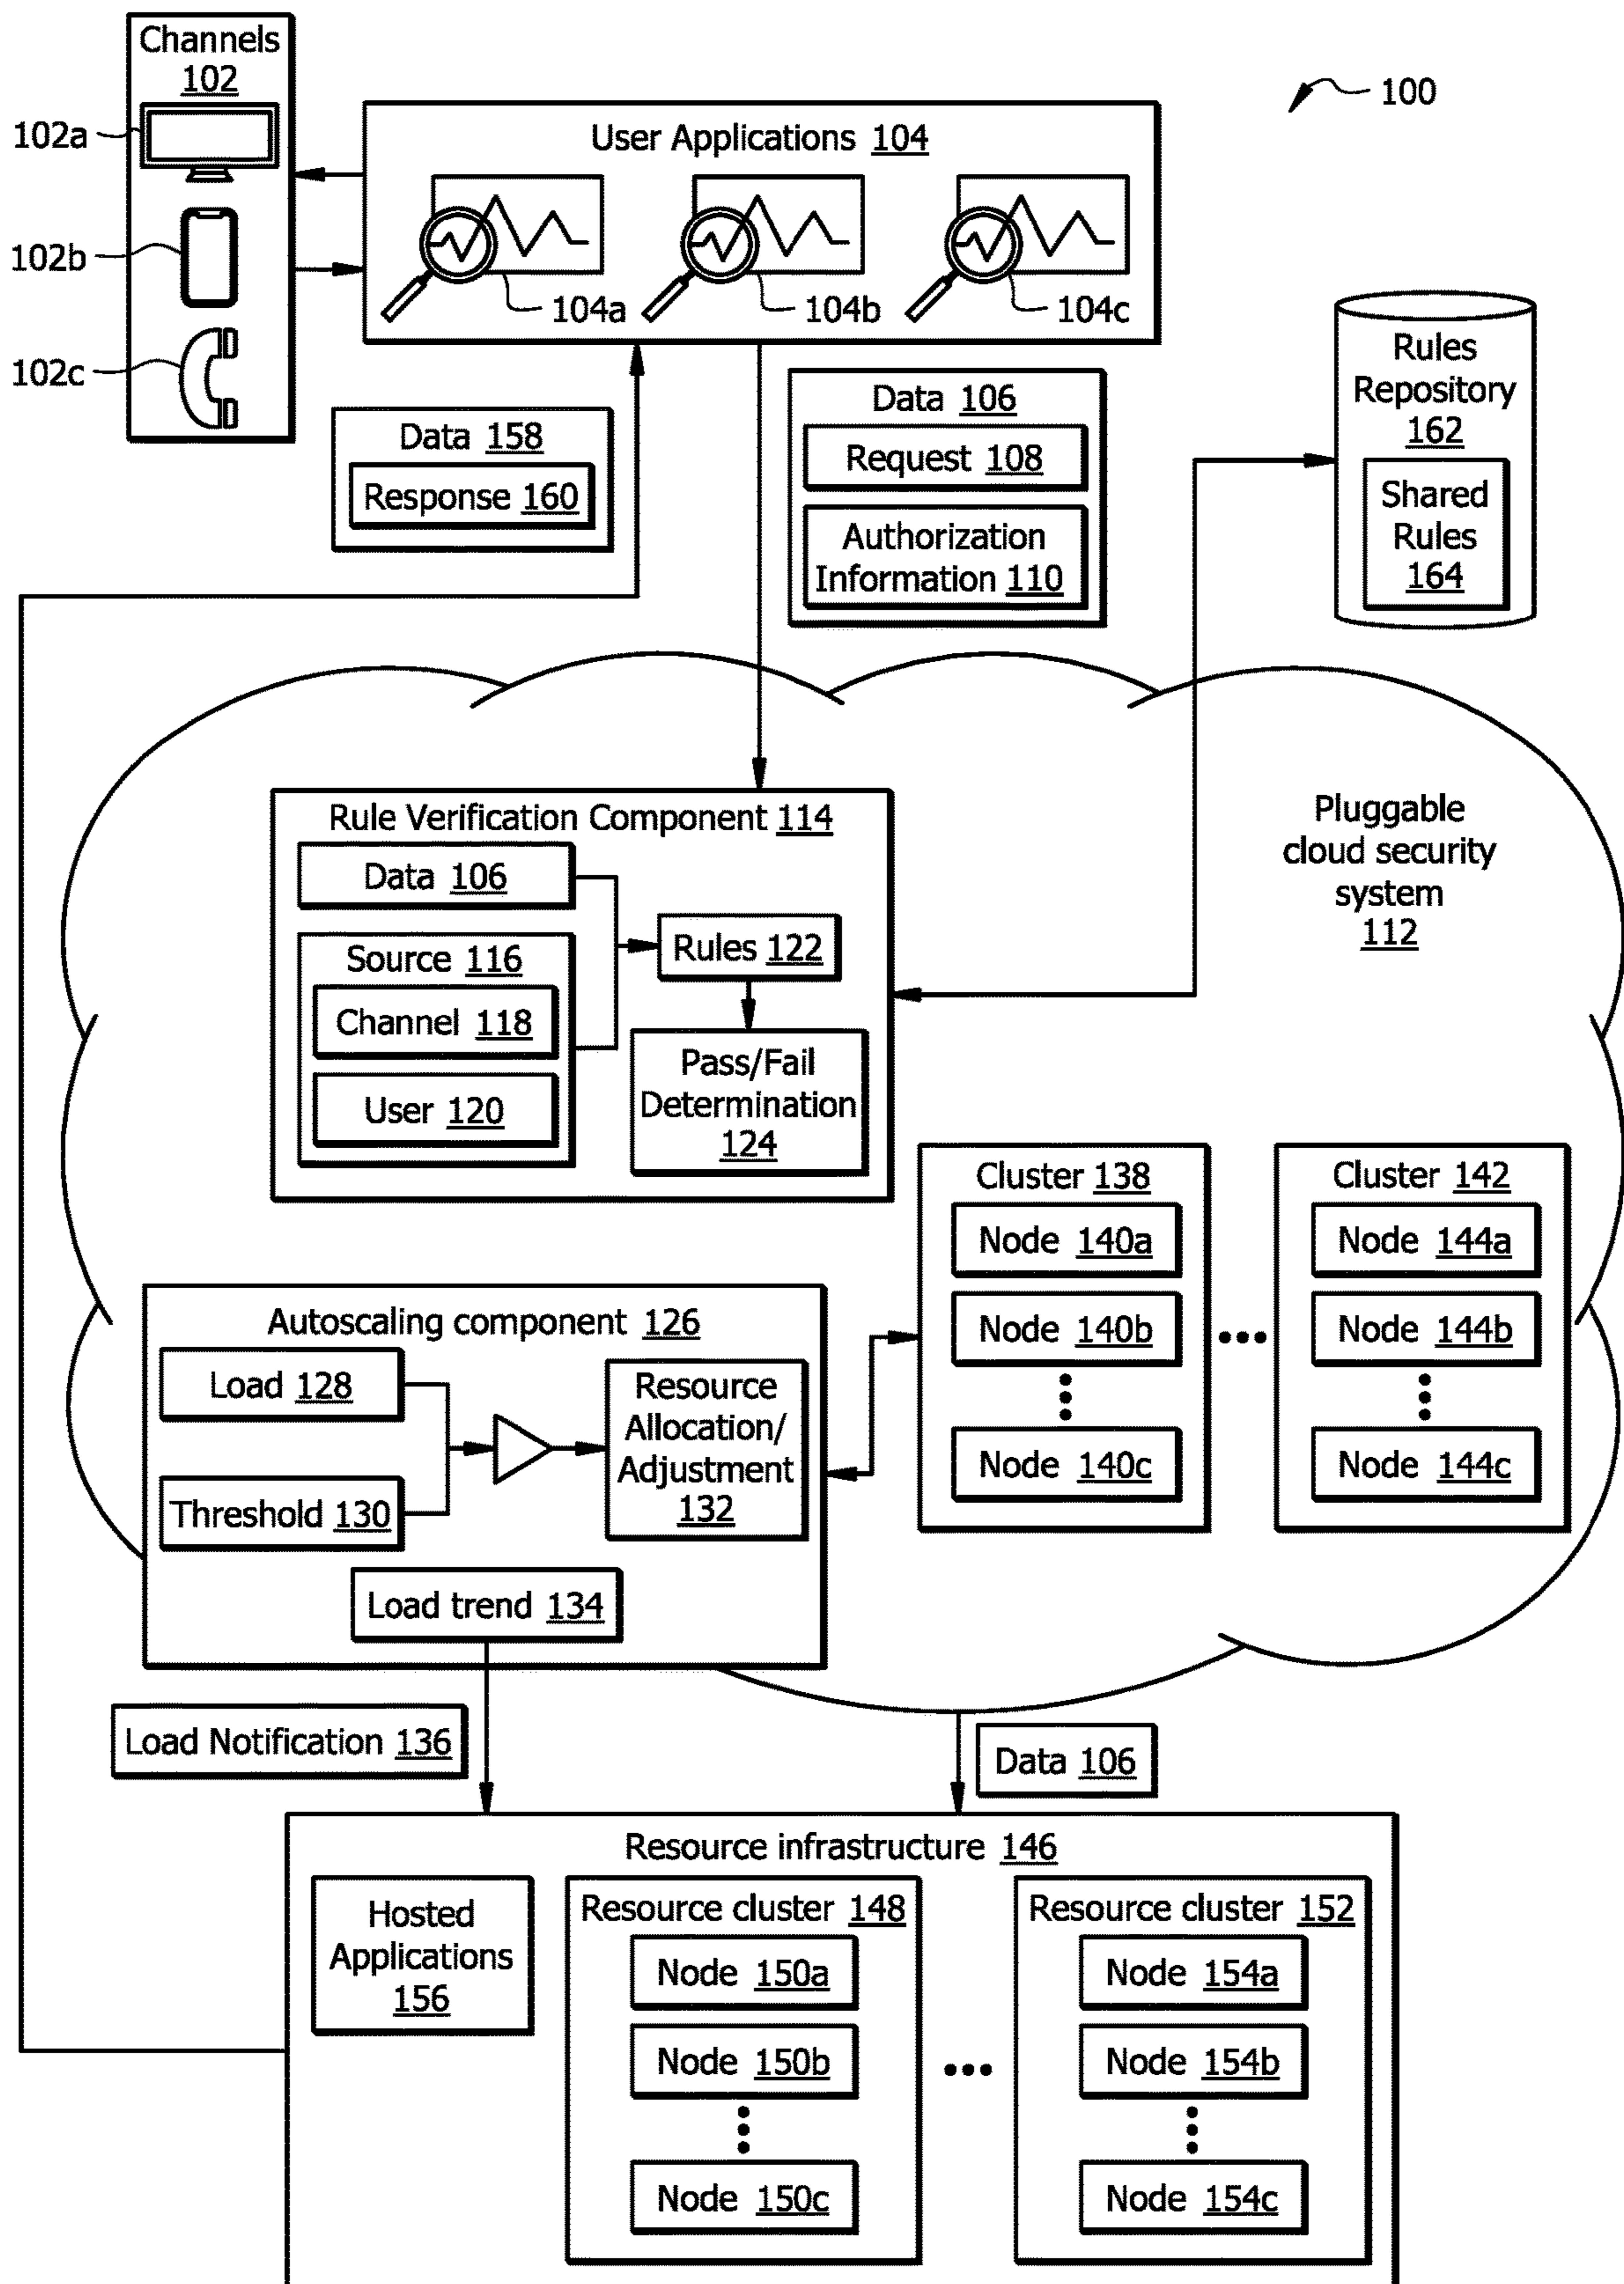 Channels
102
102a
102b
102c
100
User Applications 104
104a
104b
104c
Data 158
Response 160
Data 106
Request 108
Authorization
Information 110
Rules
Repository
162
Shared
Rules
164
Pluggable
cloud security
system
112
Rule Verification Component 114
Data 106
Source 116
Channel 118
User 120
Rules 122
Pass/Fail
Determination
124
Cluster 138
Node 140a
Node 140b
Node 140c
Cluster 142
Node 144a
Node 144b
Node 144c
Autoscaling component 126
Load 128
Threshold 130
Resource
Allocation/
Adjustment
132
Load trend 134
Load Notification 136
Data 106
Resource infrastructure 146
Hosted
Applications
156
Resource cluster 148
Node 150a
Node 150b
Node 150c
Resource cluster 152
Node 154a
Node 154b
Node 154c